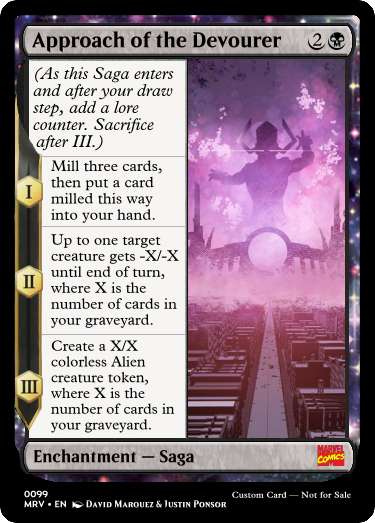 Approach of the Devourer 2
(As this Saga enters
and after your draw
step, add a lore
counter. Sacrifice
after III.)
I
Mill three cards,
then put a card
milled this way
into your hand.
II
Up to one target
creature gets -X/-X
until end of turn,
where X is the
number of cards in
your graveyard.
III
Create a X/X
colorless Alien
creature token,
where X is the
number of cards in
your graveyard.
Enchantment — Saga
MARVEL
COMICS
0099
MRV • EN David Marquez & Justin Ponsor
Custom Card — Not for Sale